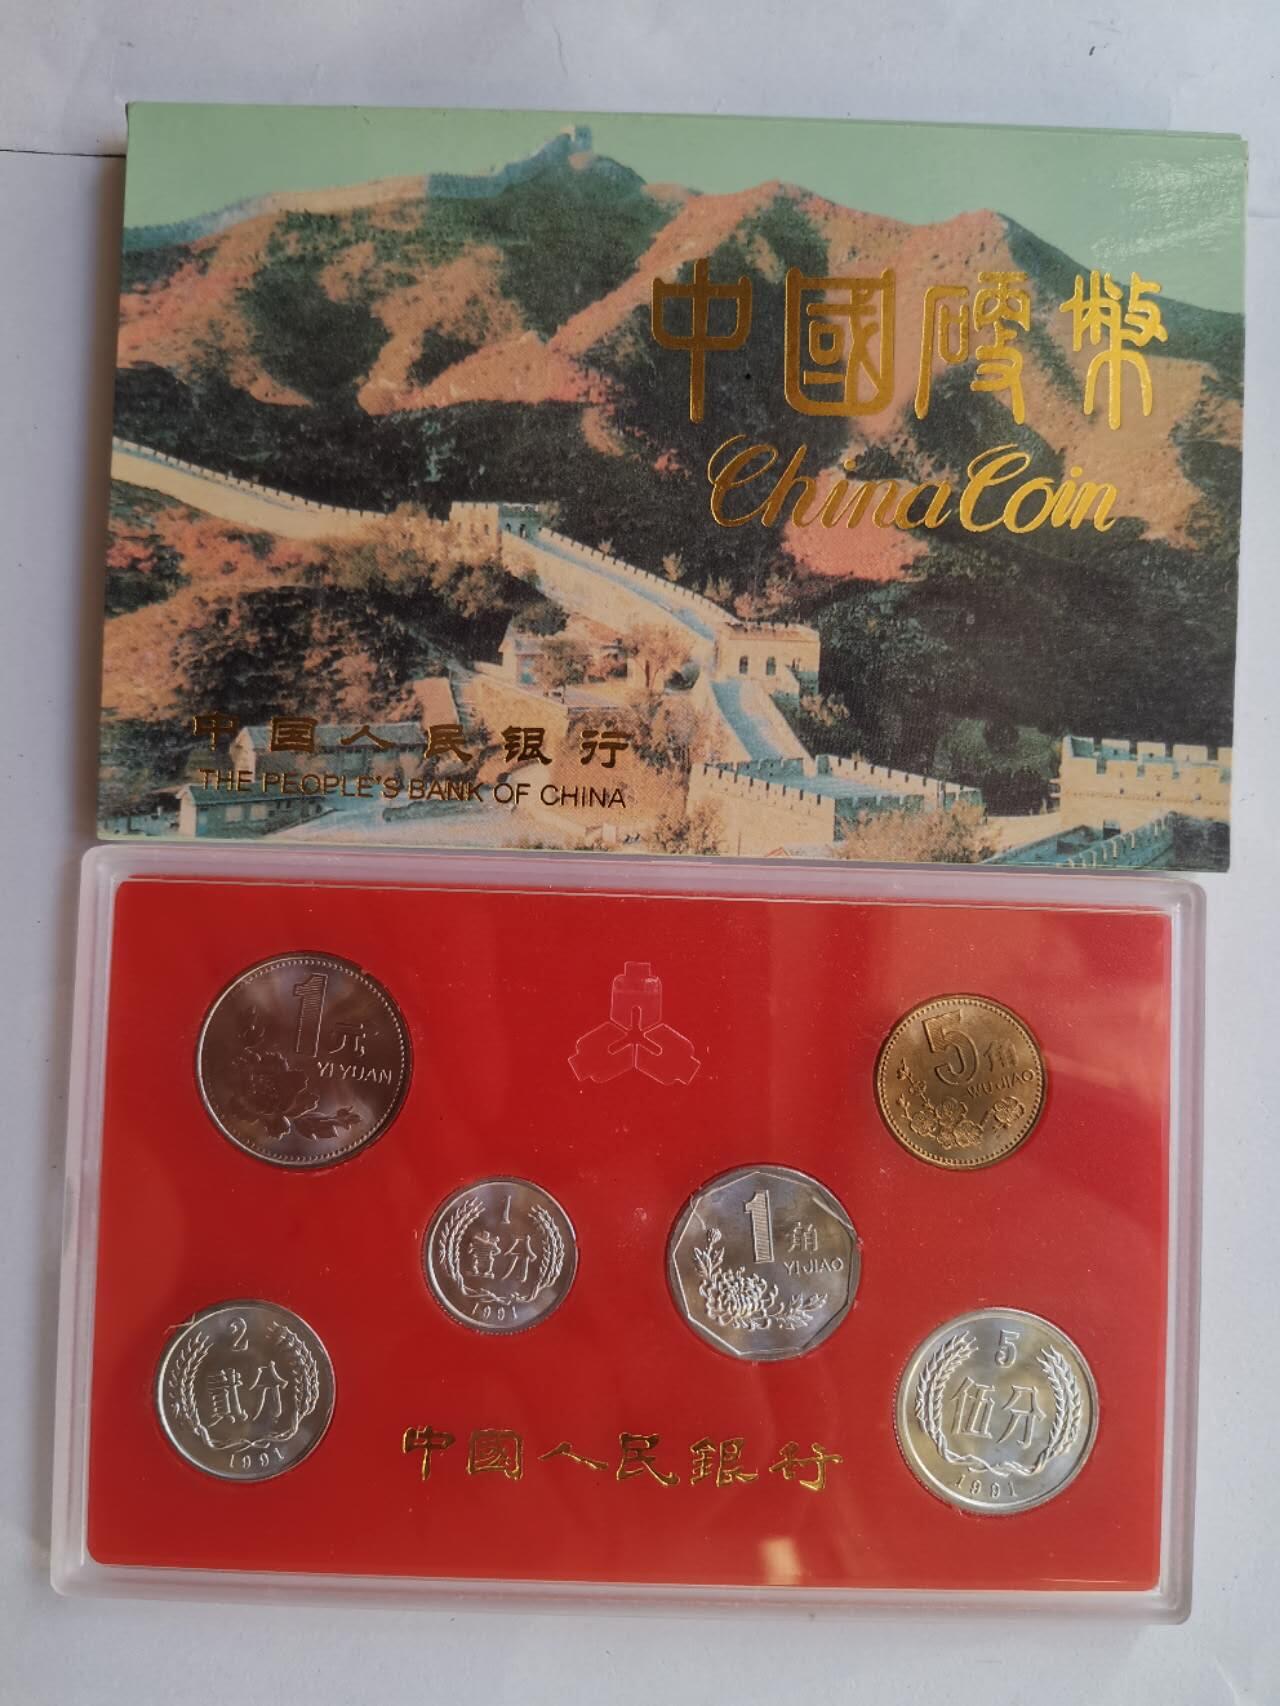 中國硬幣
China Coin
中国人民银行
THE PEOPLE'S BANK OF CHINA
1元
YI YUAN
5角
WU JIAO
1
壹分
1991
1角
YI JIAO
2
貳分
1991
5
伍分
1991
中國人民銀行